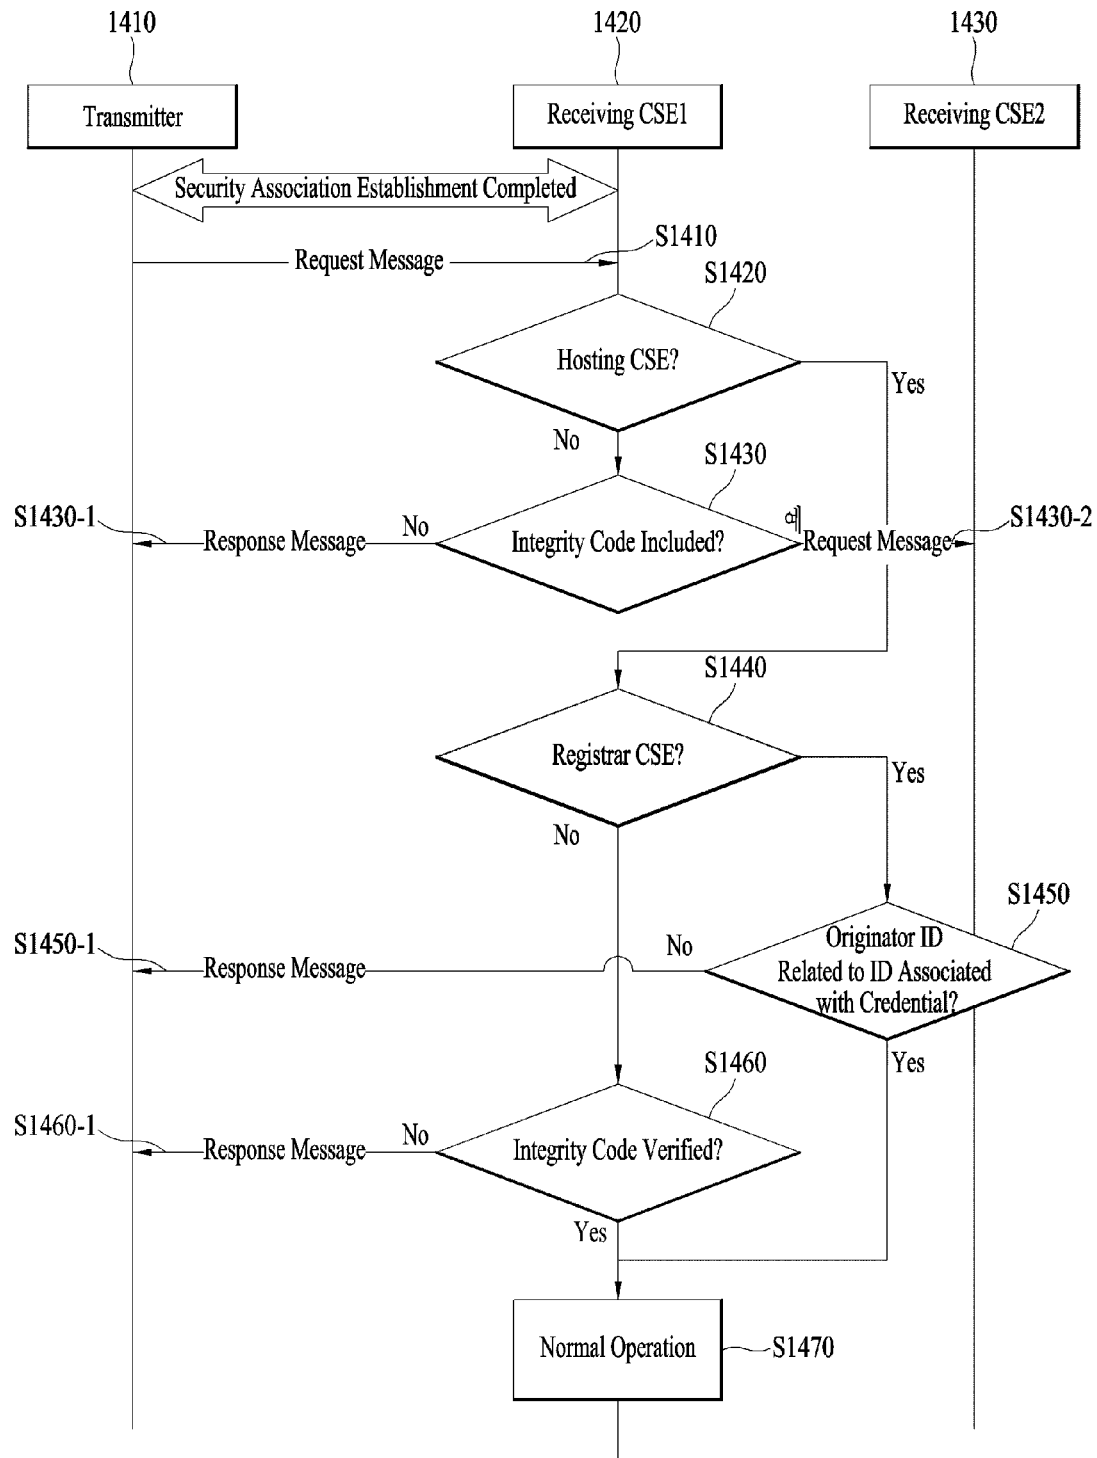 1410
1420
1430
Transmitter
Receiving CSE1
Receiving CSE2
Security Association Establishment Completed
S1410
Request Message
S1420
Hosting CSE?
Yes
No
S1430
S1430-1
Response Message
No
Integrity Code Included?
예
Request Message
S1430-2
S1440
Registrar CSE?
Yes
No
S1450
S1450-1
Response Message
No
Originator ID
Related to ID Associated
with Credential?
Yes
S1460
S1460-1
Response Message
No
Integrity Code Verified?
Yes
Normal Operation
S1470